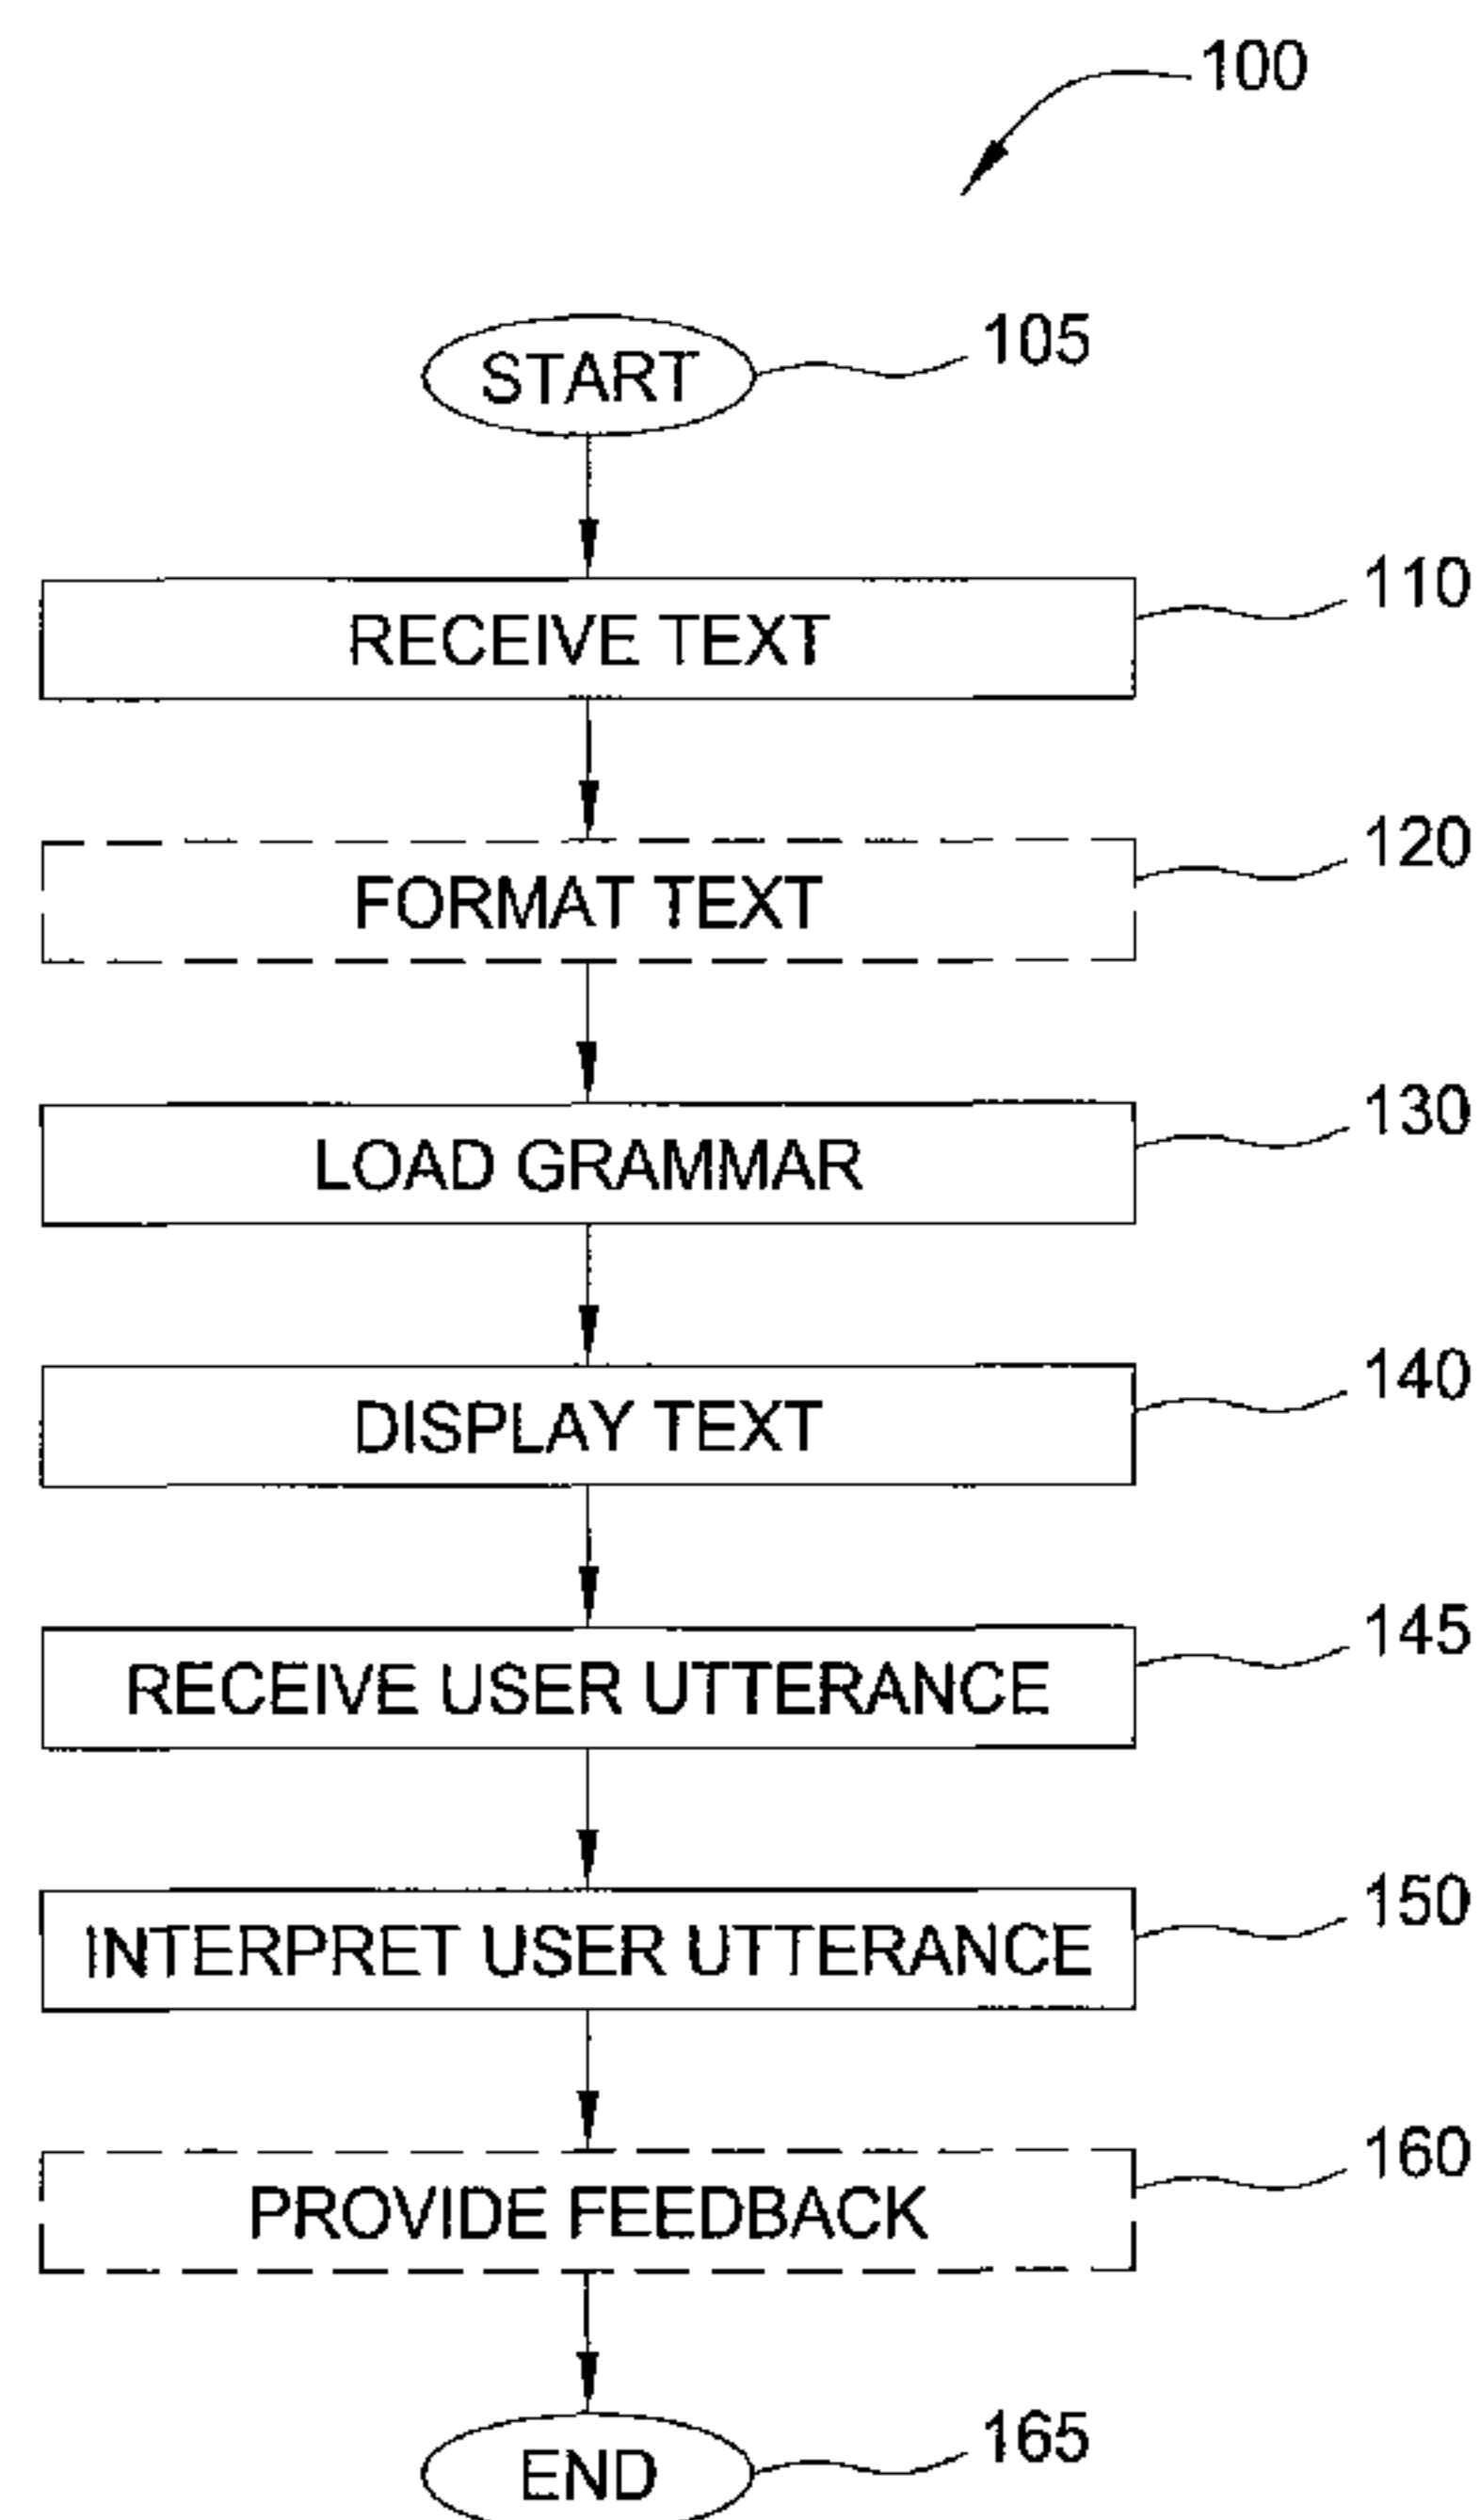 100
START 105
RECEIVE TEXT 110
FORMAT TEXT 120
LOAD GRAMMAR 130
DISPLAY TEXT 140
RECEIVE USER UTTERANCE 145
INTERPRET USER UTTERANCE 150
PROVIDE FEEDBACK 160
END 165